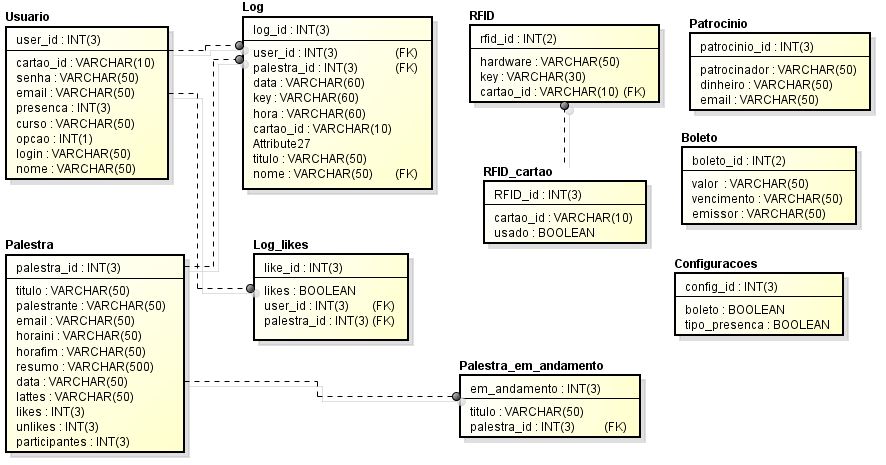 Usuario
user_id : INT(3)
cartao_id : VARCHAR(10)
senha : VARCHAR(50)
email : VARCHAR(50)
presenca : INT(3)
curso : VARCHAR(50)
opcao : INT(1)
login : VARCHAR(50)
nome : VARCHAR(50)
Log
log_id : INT(3)
user_id : INT(3) (FK)
palestra_id : INT(3) (FK)
data : VARCHAR(60)
key : VARCHAR(60)
hora : VARCHAR(60)
cartao_id : VARCHAR(10)
Attribute27
titulo : VARCHAR(50)
nome : VARCHAR(50) (FK)
RFID
rfid_id : INT(2)
hardware : VARCHAR(50)
key : VARCHAR(30)
cartao_id : VARCHAR(10) (FK)
Patrocinio
patrocinio_id : INT(3)
patrocinador : VARCHAR(50)
dinheiro : VARCHAR(50)
email : VARCHAR(50)
RFID_cartao
RFID_id : INT(3)
cartao_id : VARCHAR(10)
usado : BOOLEAN
Boleto
boleto_id : INT(2)
valor : VARCHAR(50)
vencimento : VARCHAR(50)
emissor : VARCHAR(50)
Palestra
palestra_id : INT(3)
titulo : VARCHAR(50)
palestrante : VARCHAR(50)
email : VARCHAR(50)
horaini : VARCHAR(50)
horafim : VARCHAR(50)
resumo : VARCHAR(500)
data : VARCHAR(50)
lattes : VARCHAR(50)
likes : INT(3)
unlikes : INT(3)
participantes : INT(3)
Log_likes
like_id : INT(3)
likes : BOOLEAN
user_id : INT(3) (FK)
palestra_id : INT(3) (FK)
Configuracoes
config_id : INT(3)
boleto : BOOLEAN
tipo_presenca : BOOLEAN
Palestra_em_andamento
em_andamento : INT(3)
titulo : VARCHAR(50)
palestra_id : INT(3) (FK)